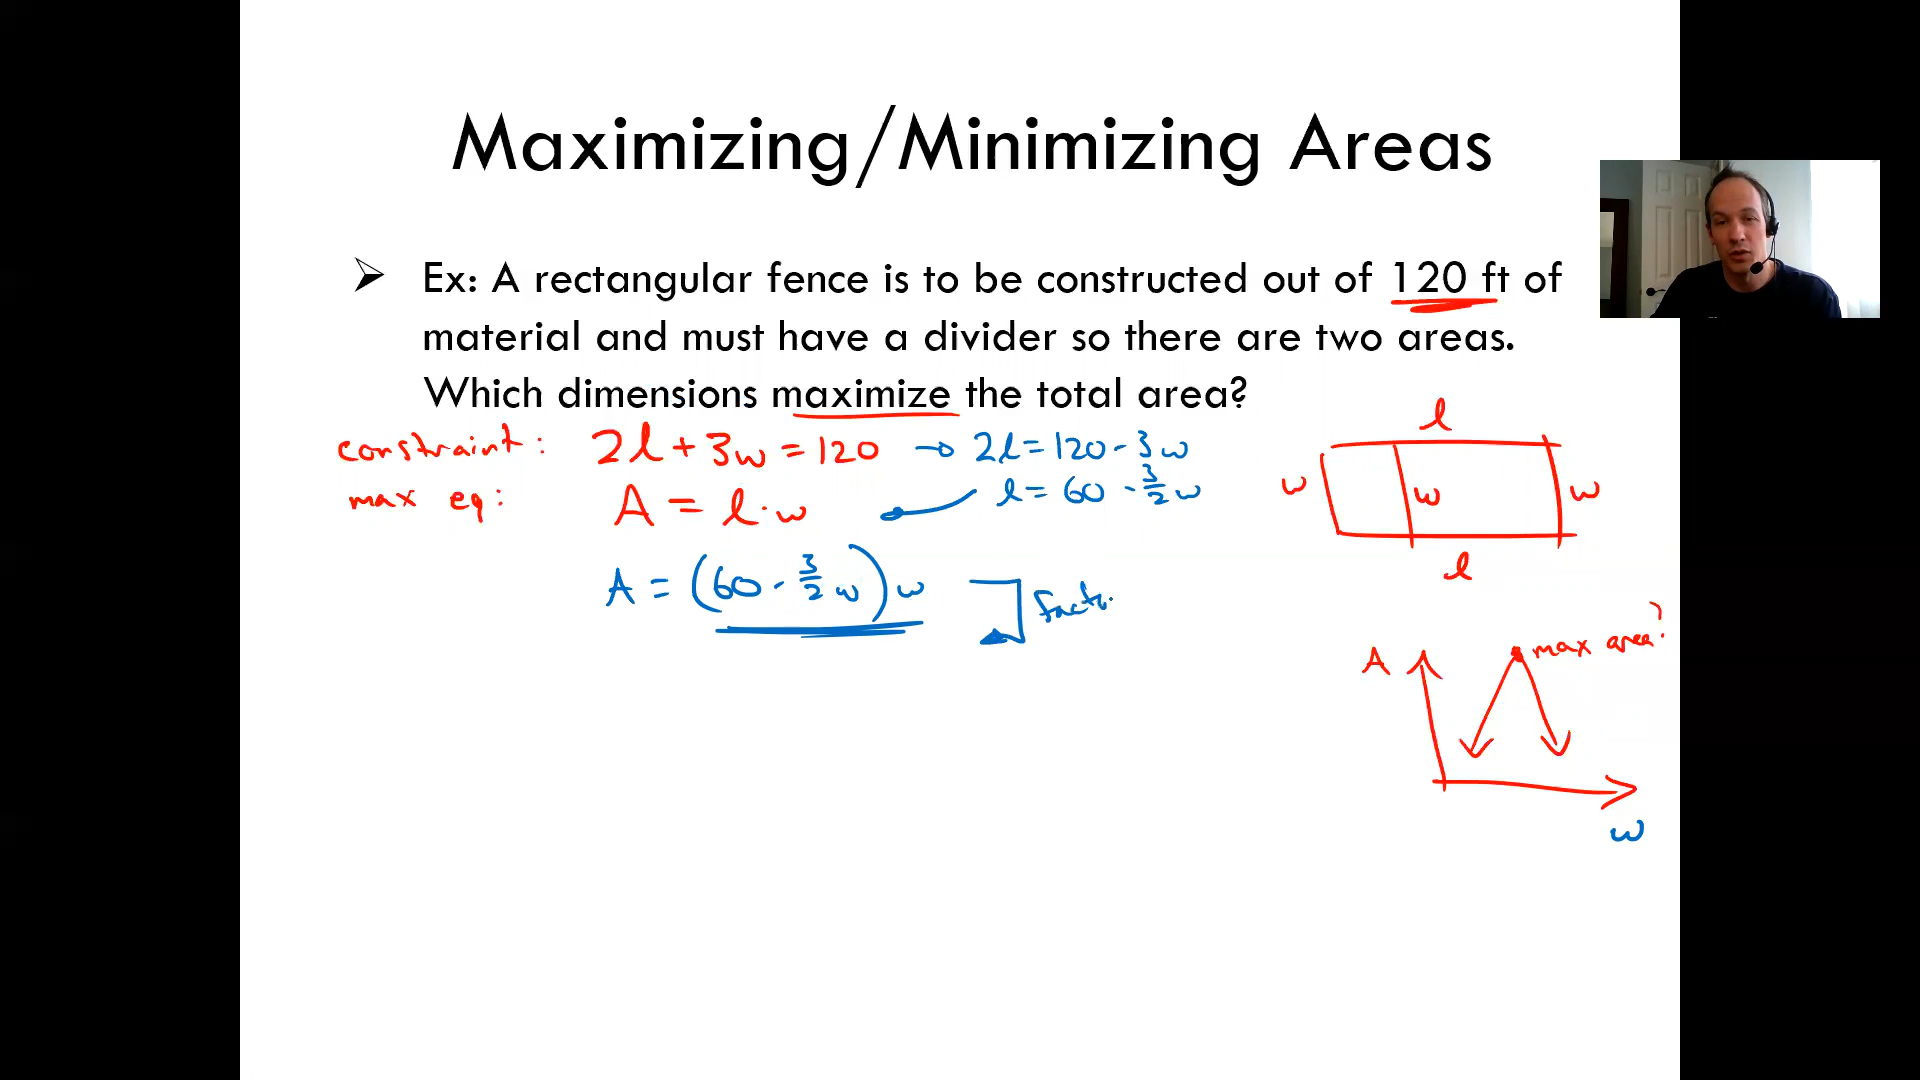 Maximizing/Minimizing Areas
➢ Ex: A rectangular fence is to be constructed out of 120 ft of
material and must have a divider so there are two areas.
Which dimensions maximize the total area?
constraint: 2l + 3w = 120 → 2l = 120 - 3w
l = 60 - 3/2 w
max eq: A = l · w
A = (60 - 3/2 w) w
facto
l
w w w
l
A max area?
w